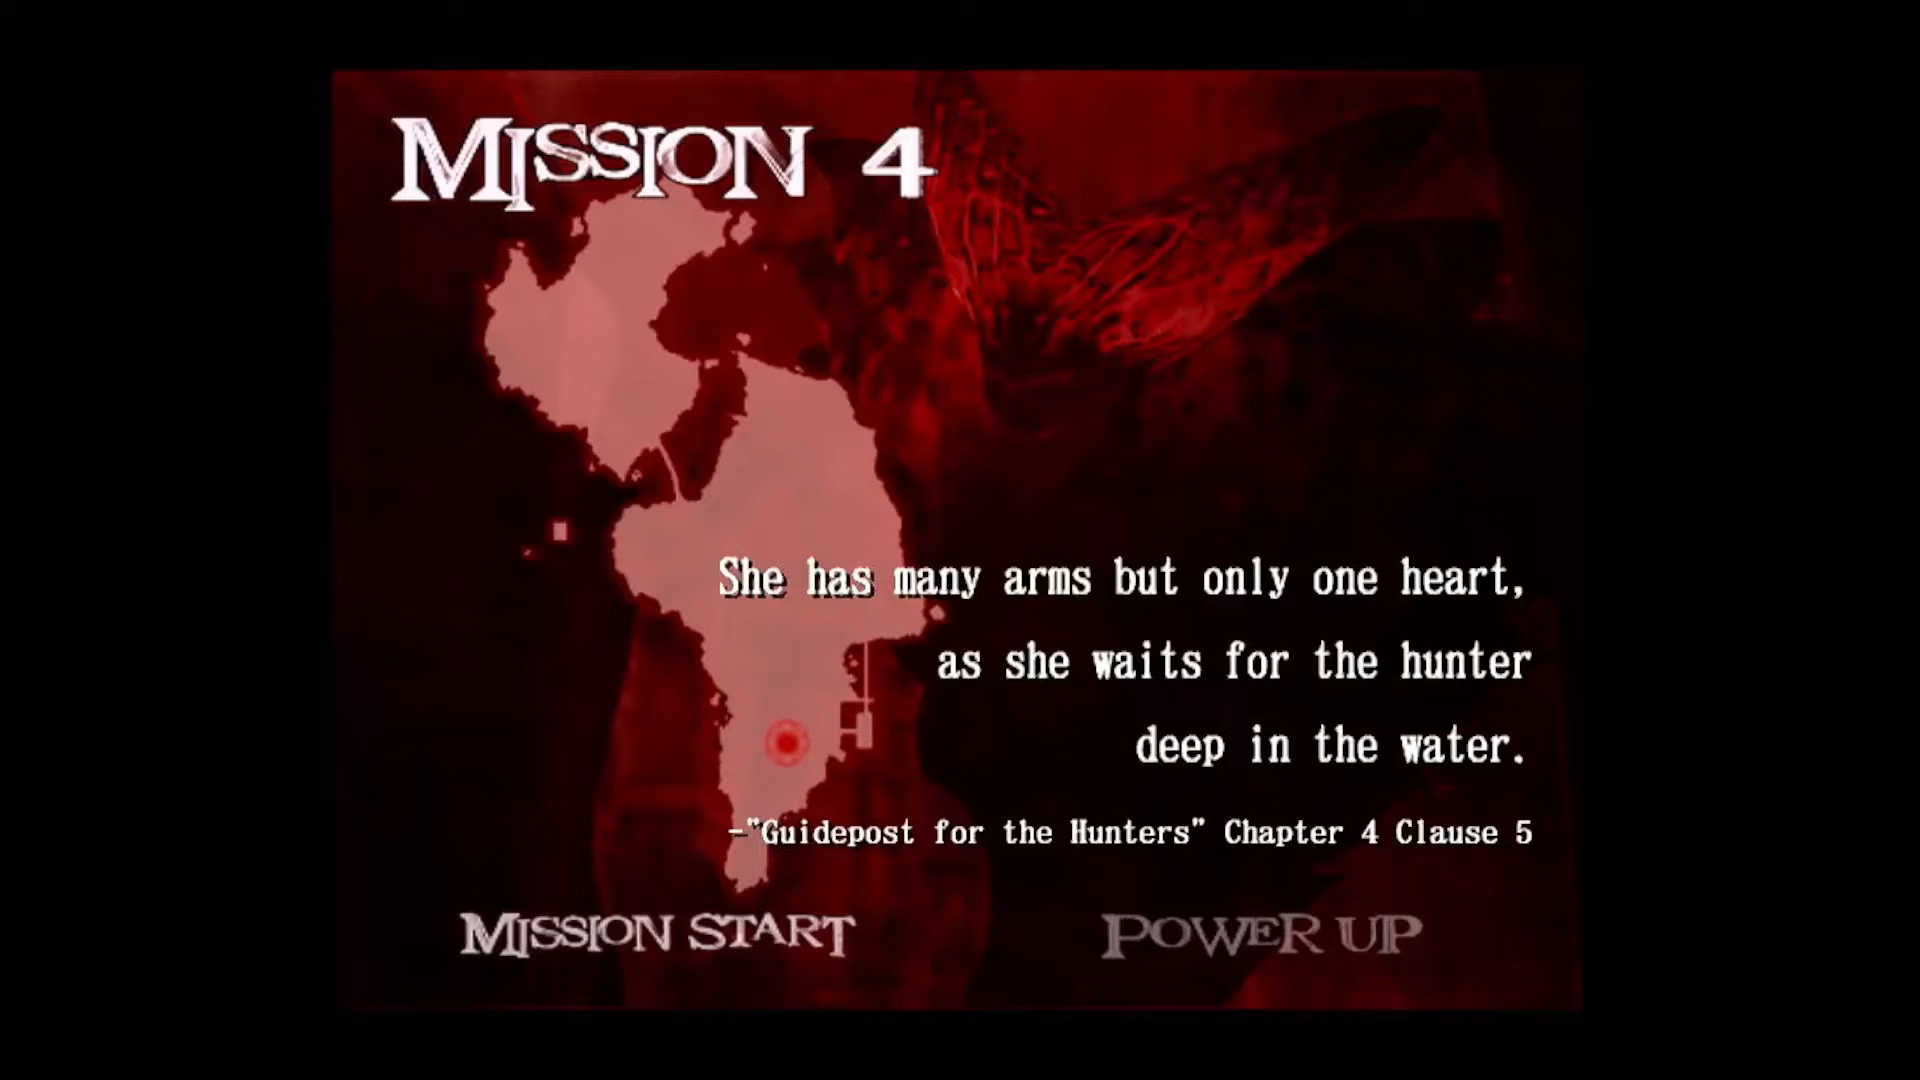 MISSION 4
She has many arms but only one heart,
as she waits for the hunter
deep in the water.
-"Guidepost for the Hunters" Chapter 4 Clause 5
MISSION START
POWER UP